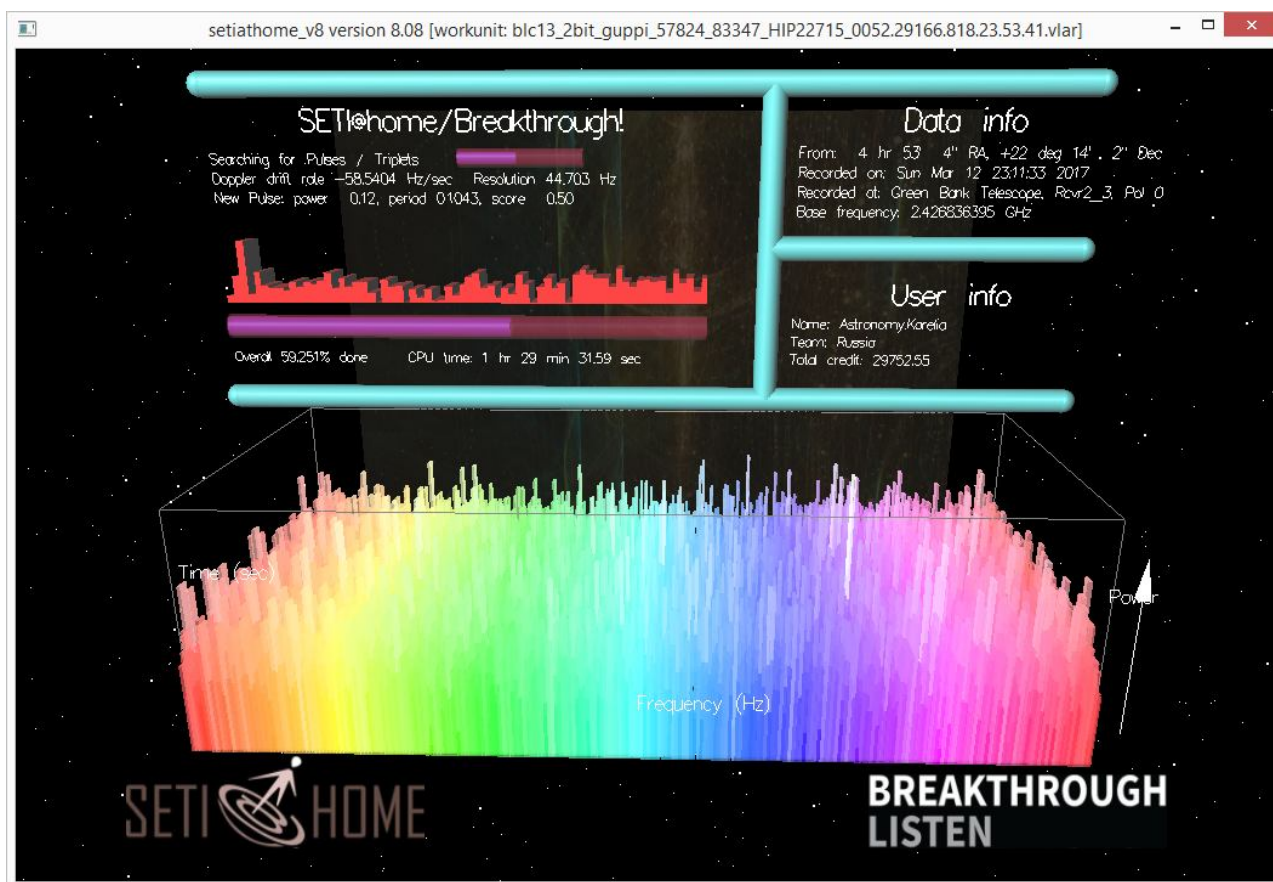 setiathome_v8 version 8.08 [workunit: blc13_2bit_guppi_57824_83347_HIP22715_0052.29166.818.23.53.41.vlar]
SETI@home/Breakthrough!
Searching for Pulses / Triplets
Doppler drift rate -58.5404 Hz/sec Resolution 44.703 Hz
New Pulse: power 0.12, period 0.1043, score 0.50
Overall 59.251% done CPU time: 1 hr 29 min 31.59 sec
Data info
From: 4 hr 53 4" RA, +22 deg 14' . 2" Dec
Recorded on: Sun Mar 12 23:11:33 2017
Recorded at: Green Bank Telescope, Rcvr2_3, Pol 0
Base frequency: 2.426836395 GHz
User info
Name: Astronomy.Karelia
Team: Russia
Total credit: 29752.55
Time (sec)
Power
Frequency (Hz)
SETI HOME
BREAKTHROUGH
LISTEN